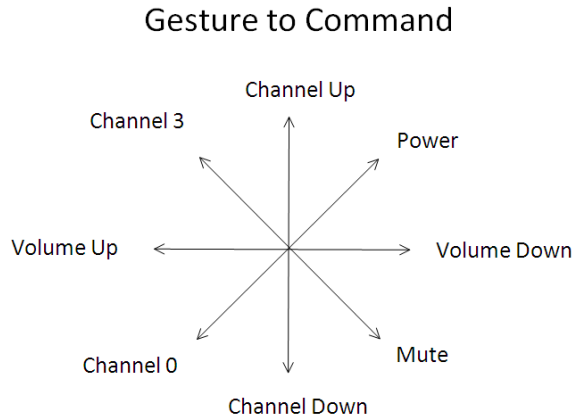 Gesture to Command
Channel Up
Channel 3
Power
Volume Up
Volume Down
Channel 0
Mute
Channel Down